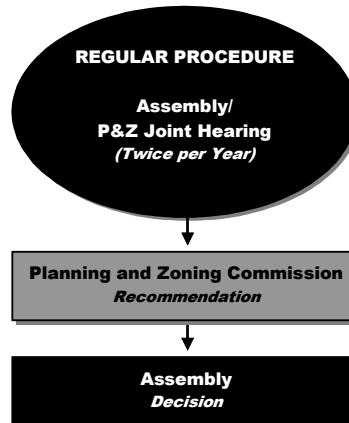 REGULAR PROCEDURE
Assembly/
P&Z Joint Hearing
(Twice per Year)
Planning and Zoning Commission
Recommendation
Assembly
Decision